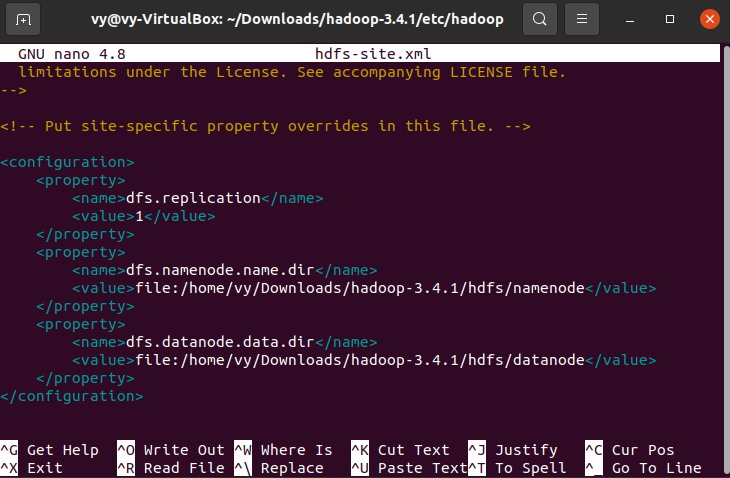 vy@vy-VirtualBox: ~/Downloads/hadoop-3.4.1/etc/hadoop
GNU nano 4.8 hdfs-site.xml
limitations under the License. See accompanying LICENSE file.
-->
<!-- Put site-specific property overrides in this file. -->
<configuration>
<property>
<name>dfs.replication</name>
<value>1</value>
</property>
<property>
<name>dfs.namenode.name.dir</name>
<value>file:/home/vy/Downloads/hadoop-3.4.1/hdfs/namenode</value>
</property>
<property>
<name>dfs.datanode.data.dir</name>
<value>file:/home/vy/Downloads/hadoop-3.4.1/hdfs/datanode</value>
</property>
</configuration>
^G Get Help ^O Write Out ^W Where Is ^K Cut Text ^J Justify ^C Cur Pos
^X Exit ^R Read File ^\ Replace ^U Paste Text ^T To Spell ^_ Go To Line